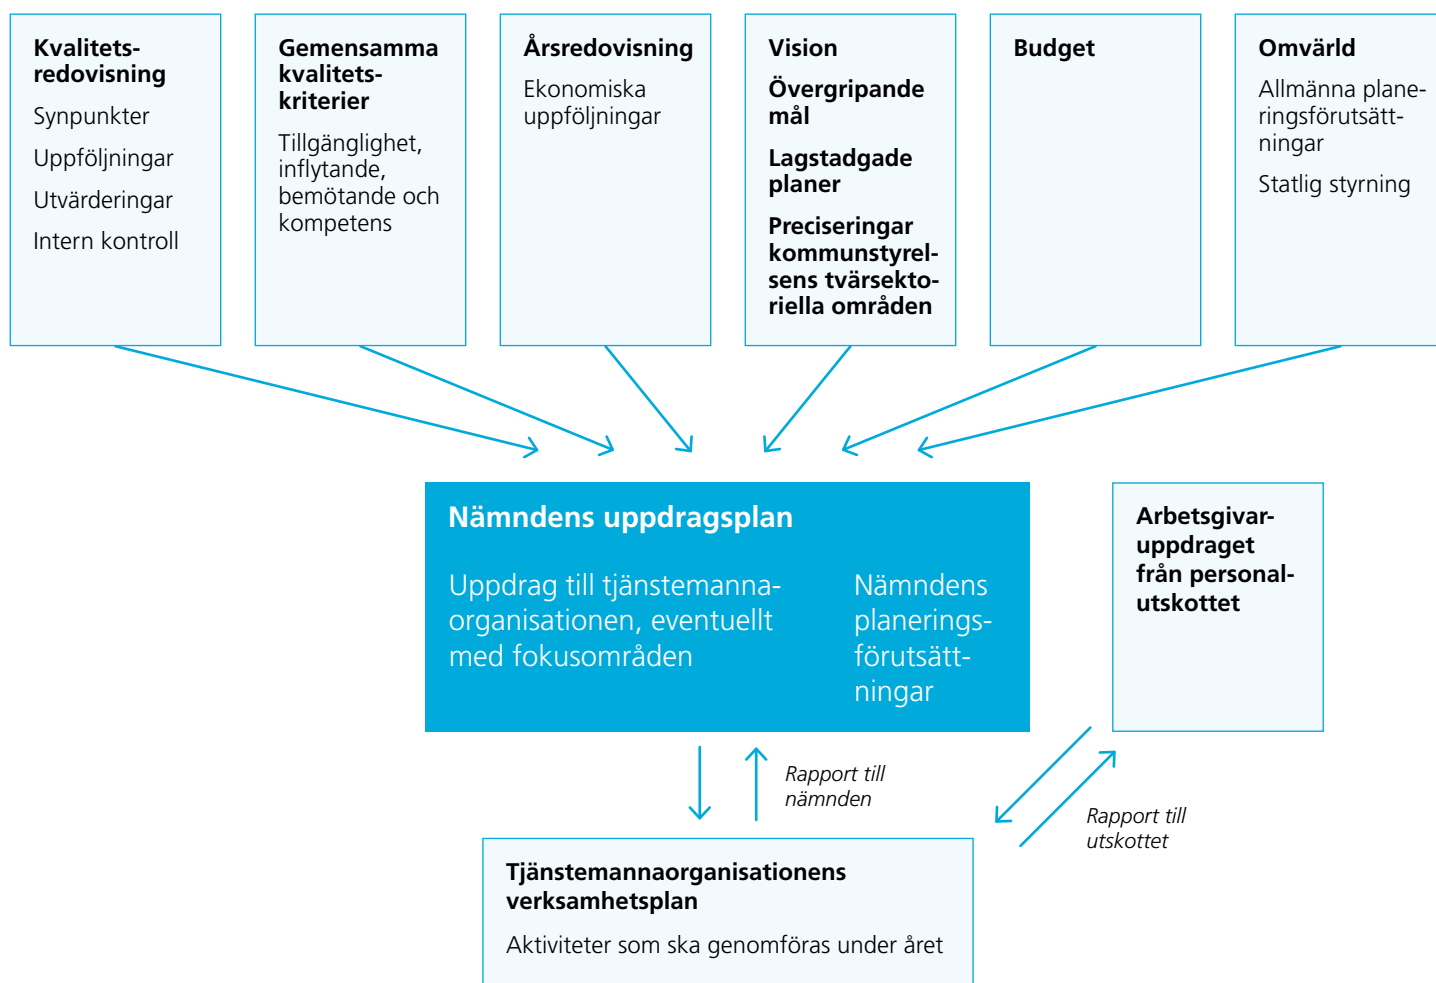 Kvalitets-
redovisning
Synpunkter
Uppföljningar
Utvärderingar
Intern kontroll
Gemensamma
kvalitets-
kriterier
Tillgänglighet,
inflytande,
bemötande och
kompetens
Årsredovisning
Ekonomiska
uppföljningar
Vision
Övergripande
mål
Lagstadgade
planer
Preciseringar
kommunstyrel-
sens tvärsekto-
riella områden
Budget
Omvärld
Allmänna plane-
ringsförutsätt-
ningar
Statlig styrning
Nämndens uppdragsplan
Uppdrag till tjänstemanna-
organisationen, eventuellt
med fokusområden
Nämndens
planerings-
förutsätt-
ningar
Arbetsgivar-
uppdraget
från personal-
utskottet
Rapport till
nämnden
Rapport till
utskottet
Tjänstemannaorganisationens
verksamhetsplan
Aktiviteter som ska genomföras under året